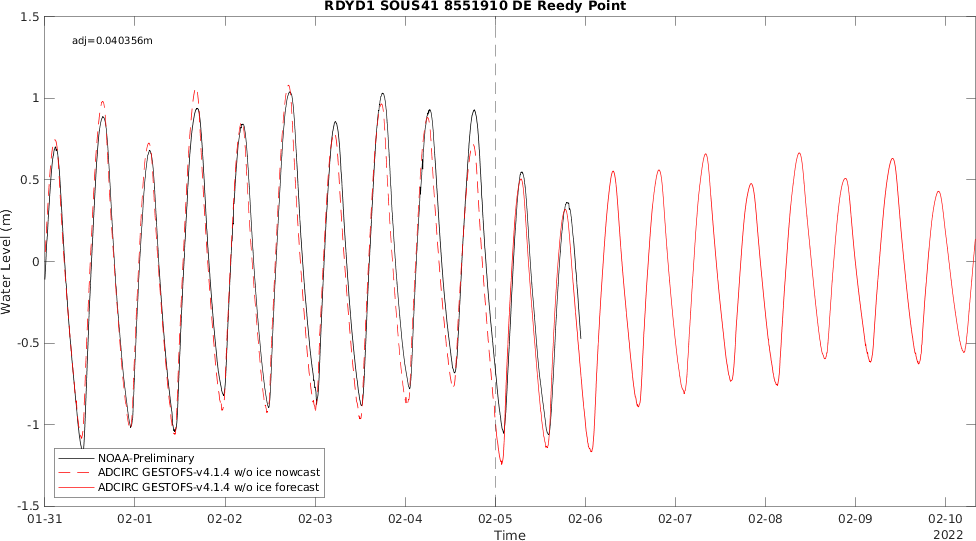 RDYD1 SOUS41 8551910 DE Reedy Point
adj=0.040356m
Water Level (m)
1.5
1
0.5
0
-0.5
-1
-1.5
NOAA-Preliminary
ADCIRC GESTOFS-v4.1.4 w/o ice nowcast
ADCIRC GESTOFS-v4.1.4 w/o ice forecast
01-31 02-01 02-02 02-03 02-04 02-05 02-06 02-07 02-08 02-09 02-10
Time
2022